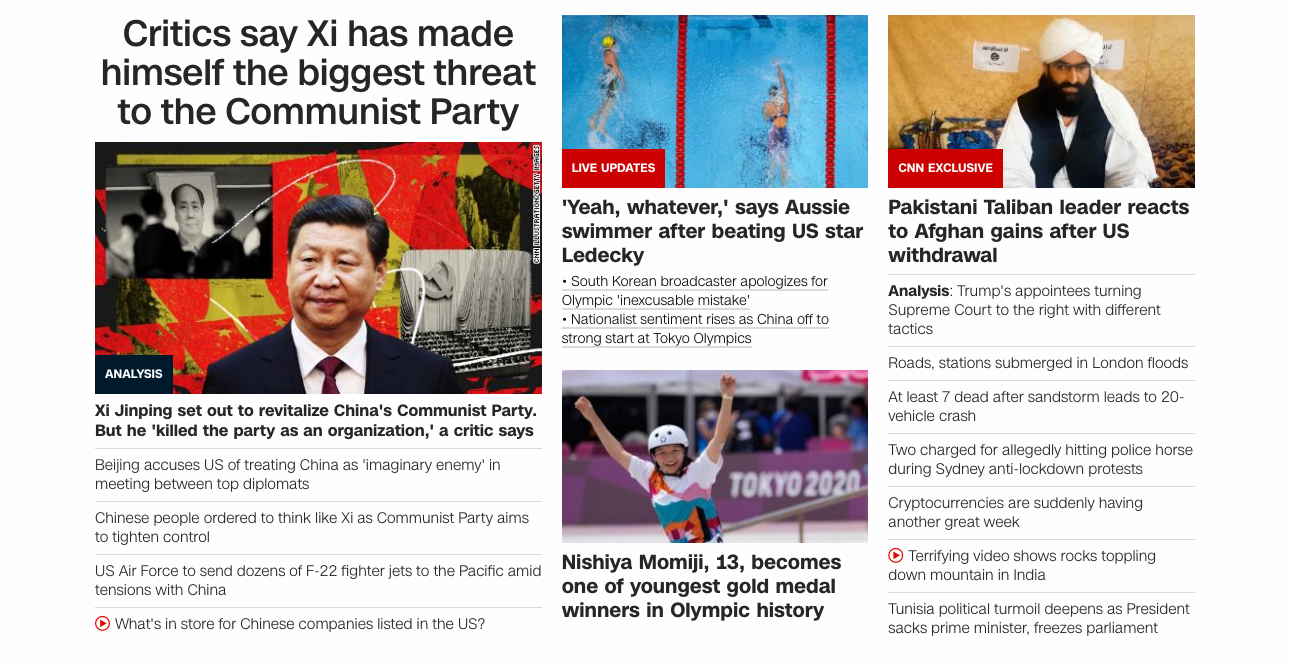 Critics say Xi has made
himself the biggest threat
to the Communist Party
CNN ILLUSTRATION/GETTY IMAGES
ANALYSIS
Xi Jinping set out to revitalize China's Communist Party.
But he 'killed the party as an organization,' a critic says
Beijing accuses US of treating China as 'imaginary enemy' in
meeting between top diplomats
Chinese people ordered to think like Xi as Communist Party aims
to tighten control
US Air Force to send dozens of F-22 fighter jets to the Pacific amid
tensions with China
What's in store for Chinese companies listed in the US?
LIVE UPDATES
'Yeah, whatever,' says Aussie
swimmer after beating US star
Ledecky
• South Korean broadcaster apologizes for
Olympic 'inexcusable mistake'
• Nationalist sentiment rises as China off to
strong start at Tokyo Olympics
TOKYO 2020
Nishiya Momiji, 13, becomes
one of youngest gold medal
winners in Olympic history
CNN EXCLUSIVE
Pakistani Taliban leader reacts
to Afghan gains after US
withdrawal
Analysis: Trump's appointees turning
Supreme Court to the right with different
tactics
Roads, stations submerged in London floods
At least 7 dead after sandstorm leads to 20-
vehicle crash
Two charged for allegedly hitting police horse
during Sydney anti-lockdown protests
Cryptocurrencies are suddenly having
another great week
Terrifying video shows rocks toppling
down mountain in India
Tunisia political turmoil deepens as President
sacks prime minister, freezes parliament